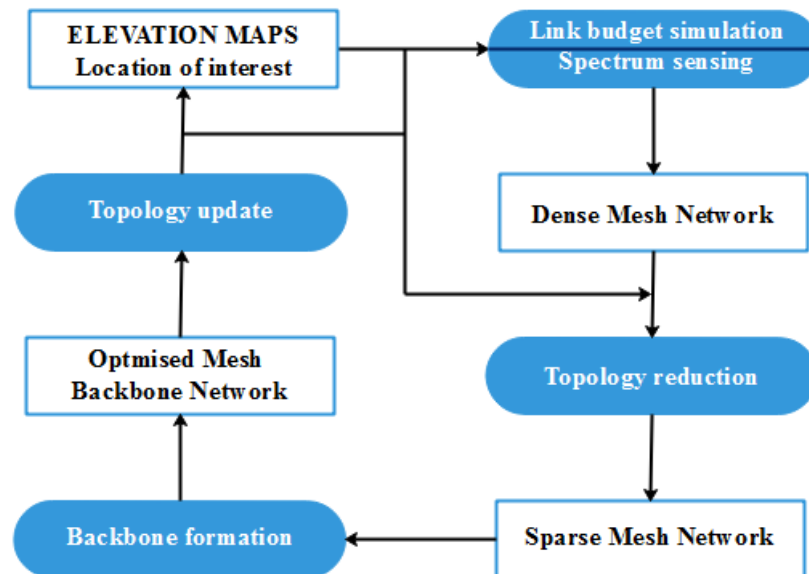 ELEVATION MAPS
Location of interest
Link budget simulation
Spectrum sensing
Topology update
Dense Mesh Network
Optmised Mesh
Backbone Network
Topology reduction
Backbone formation
Sparse Mesh Network